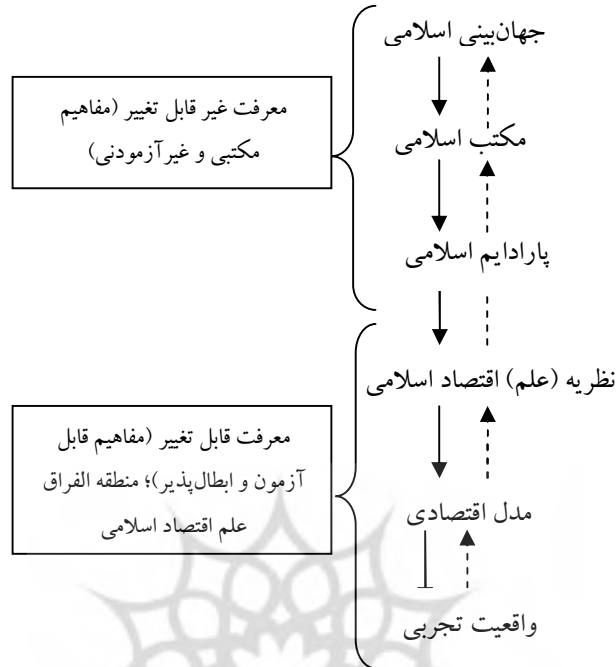 جهان‌بینی اسلامی
معرفت غیر قابل تغییر (مفاهیم
مکتبی و غیرآزمودنی)
مکتب اسلامی
پارادایم اسلامی
نظریه (علم) اقتصاد اسلامی
معرفت قابل تغییر (مفاهیم قابل
آزمون و ابطال‌پذیر)؛ منطقه الفراق
علم اقتصاد اسلامی
مدل اقتصادی
واقعیت تجربی